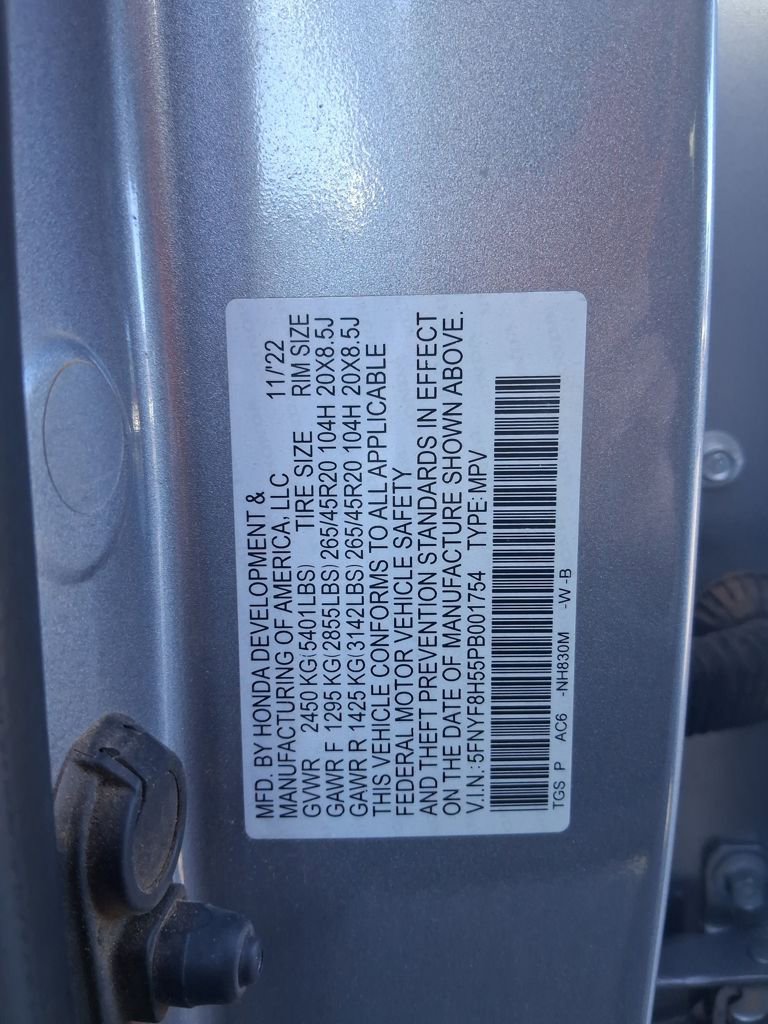 MFD. BY HONDA DEVELOPMENT &
MANUFACTURING OF AMERICA, LLC 11/'22
GVWR 2450 KG(5401LBS) TIRE SIZE RIM SIZE
GAWR F 1295 KG(2855LBS)265/45R20 104H 20X8.5J
GAWR R 1425 KG(3142LBS)265/45R20 104H 20X8.5J
THIS VEHICLE CONFORMS TO ALL APPLICABLE
FEDERAL MOTOR VEHICLE SAFETY
AND THEFT PREVENTION STANDARDS IN EFFECT
ON THE DATE OF MANUFACTURE SHOWN ABOVE.
V.I.N.:5FNYF8H55PB001754 TYPE:MPV
TGS P AC6 -NH830M -W -B